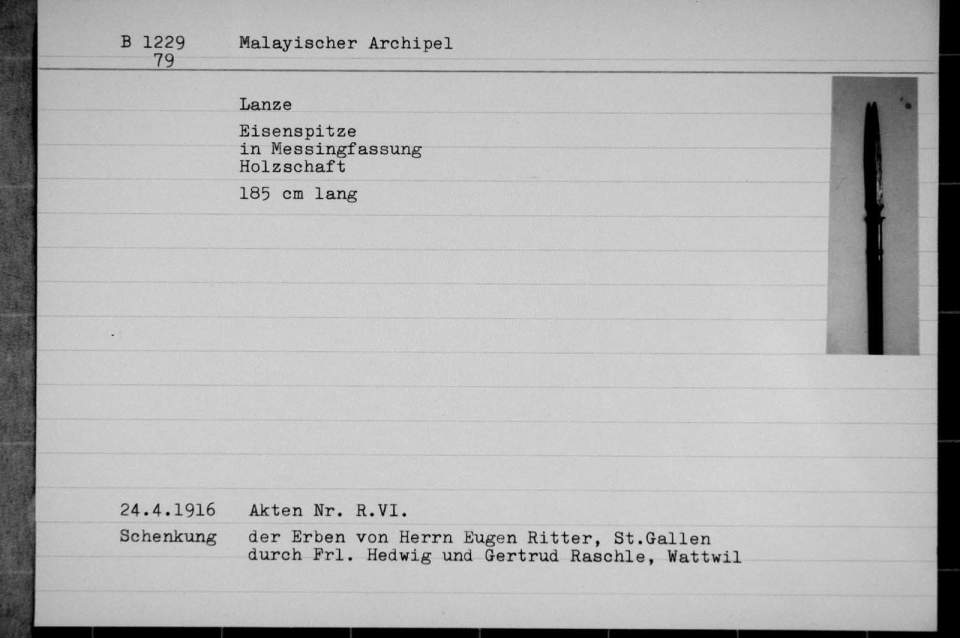 B 1229 Malayischer Archipel
79
Lanze
Eisenspitze
in Messingfassung
Holzschaft
185 cm lang
24.4.1916 Akten Nr. R.VI.
Schenkung der Erben von Herrn Eugen Ritter, St.Gallen
durch Frl. Hedwig und Gertrud Raschle, Wattwil